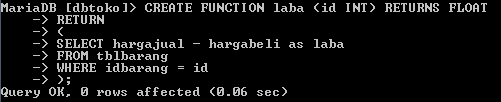 MariaDB [dbtoko]> CREATE FUNCTION laba (id INT) RETURNS FLOAT
-> RETURN
-> (
-> SELECT hargajual - hargabeli as laba
-> FROM tblbarang
-> WHERE idbarang = id
-> );
Query OK, 0 rows affected (0.06 sec)